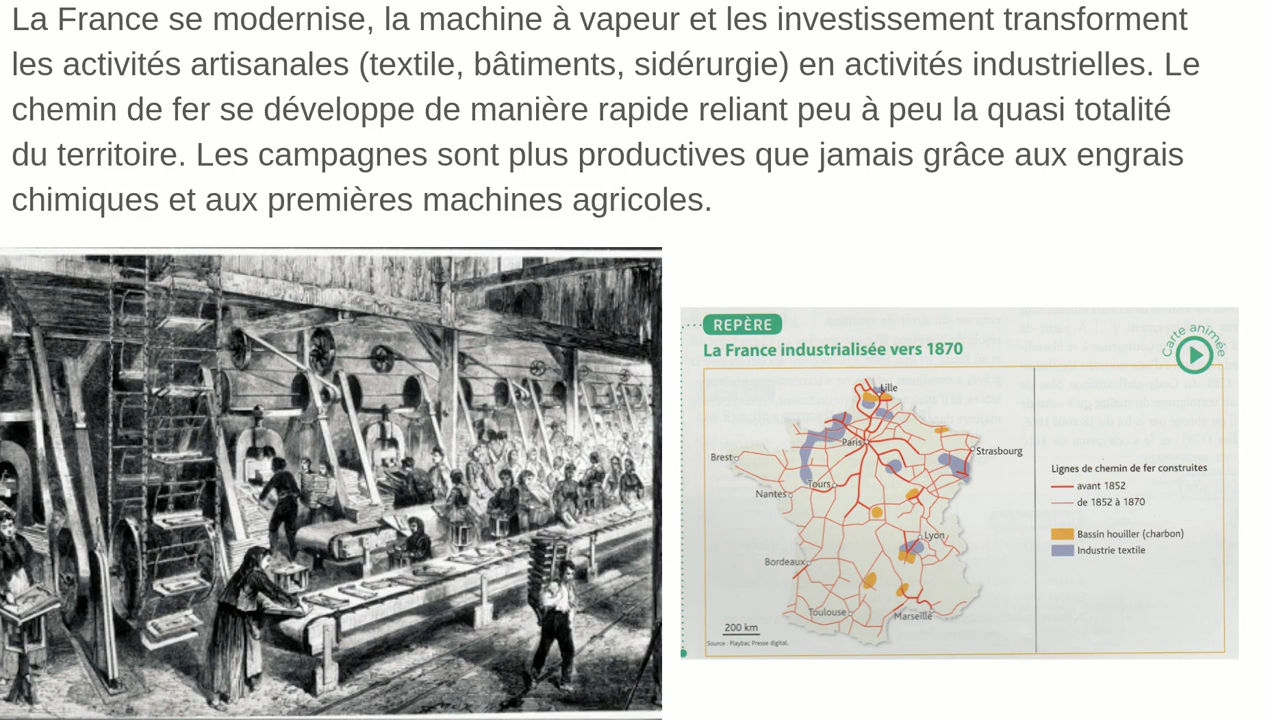 La France se modernise, la machine à vapeur et les investissement transforment
les activités artisanales (textile, bâtiments, sidérurgie) en activités industrielles. Le
chemin de fer se développe de manière rapide reliant peu à peu la quasi totalité
du territoire. Les campagnes sont plus productives que jamais grâce aux engrais
chimiques et aux premières machines agricoles.
REPÈRE
La France industrialisée vers 1870
Carte animée
Lille
Paris
Brest
Strasbourg
Tours
Nantes
Lyon
Bordeaux
Toulouse
Marseille
200 km
Source : Playbac Presse digital.
Lignes de chemin de fer construites
avant 1852
de 1852 à 1870
Bassin houiller (charbon)
Industrie textile